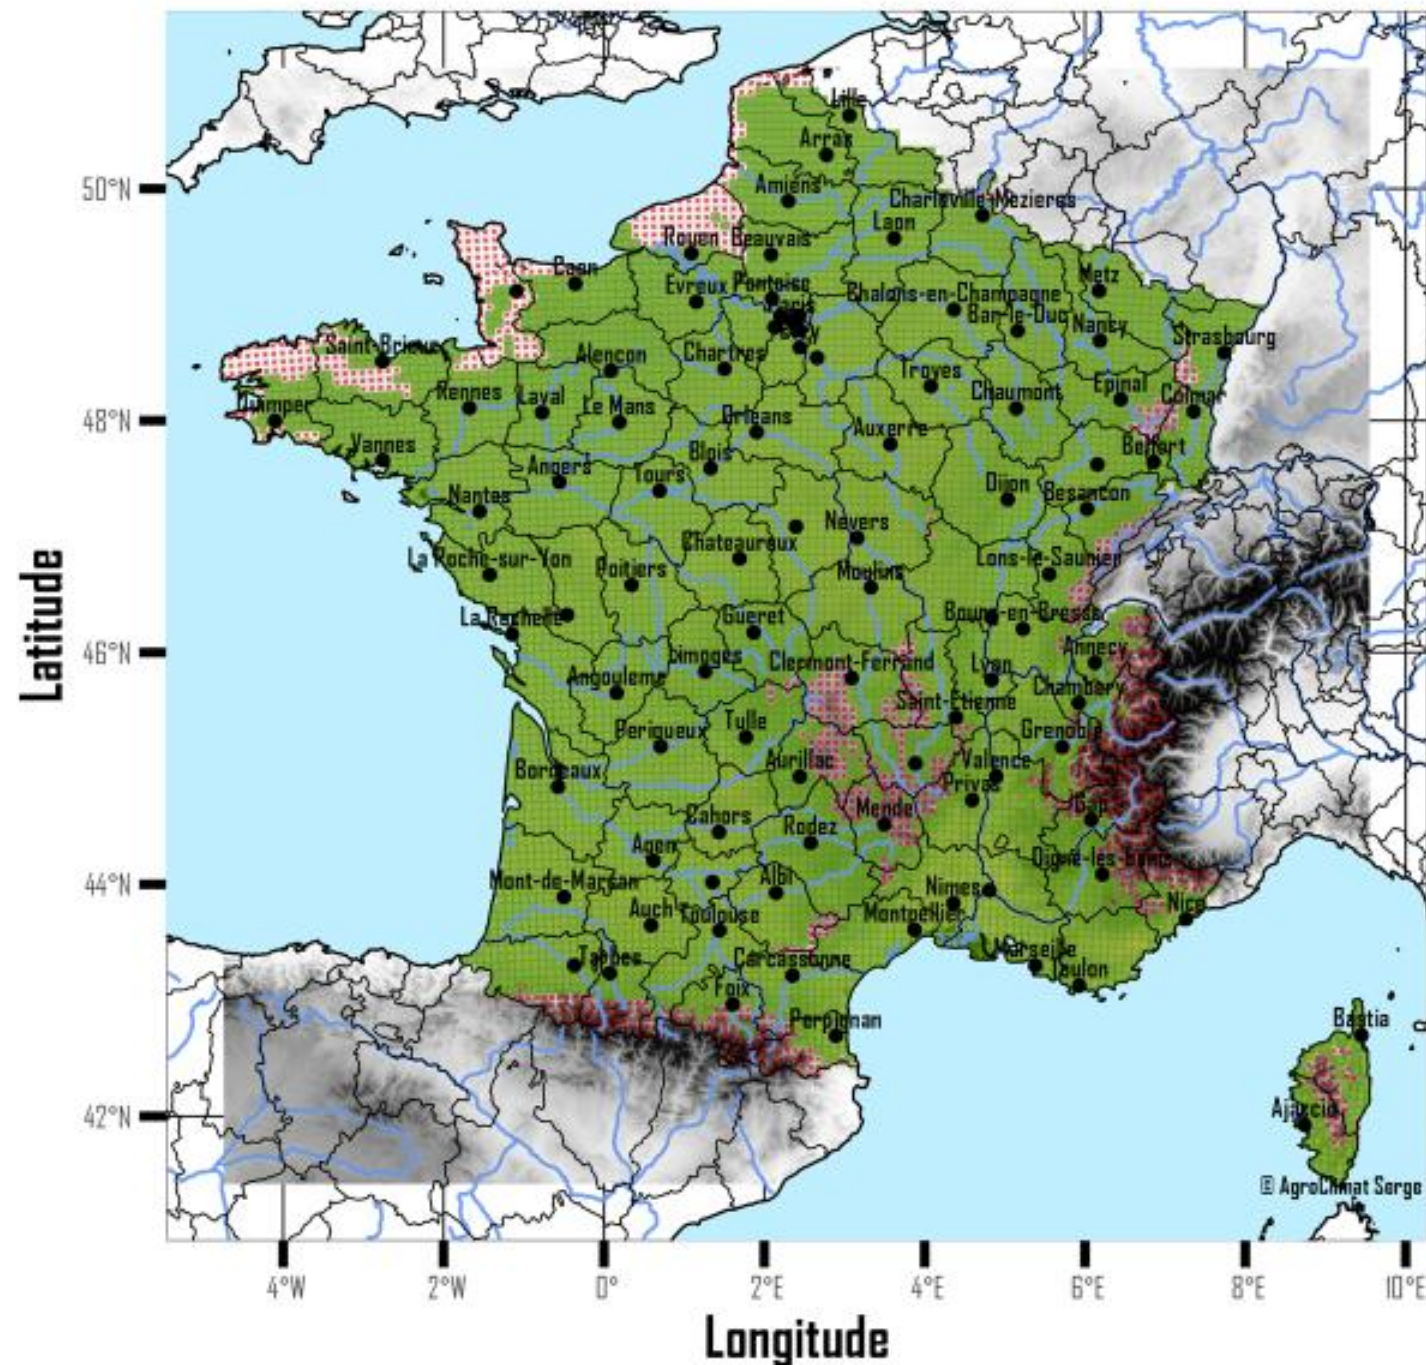 Lille
Arras
50°N
Amiens
Charleville-Mezieres
Laon
Rouen
Beauvais
Caen
Metz
Evreux
Pontoise
Paris
Chalons-en-Champagne
Bar-le-Duc
Nancy
Strasbourg
Saint-Brieuc
Alencon
Chartres
Troyes
Chaumont
Epinal
Colmar
Quimper
Rennes
Laval
Le Mans
48°N
Orleans
Auxerre
Vannes
Blois
Belfort
Angers
Tours
Dijon
Besancon
Nantes
Nevers
Chateauroux
La Roche-sur-Yon
Poitiers
Moulins
Lons-le-Saunier
La Rochelle
Gueret
Bourg-en-Bresse
46°N
Limoges
Clermont-Ferrand
Lyon
Annecy
Angouleme
Chambery
Saint-Etienne
Perigueux
Tulle
Grenoble
Bordeaux
Aurillac
Valence
Privas
Cahors
Rodez
Mende
Gap
Agen
Digne-les-Bains
44°N
Mont-de-Marsan
Albi
Nimes
Auch
Toulouse
Montpellier
Nice
Tarbes
Carcassonne
Marseille
Toulon
Foix
Perpignan
Bastia
42°N
Ajaccio
© AgroClimat Serge
4°W
2°W
0°
2°E
4°E
6°E
8°E
10°E
Latitude
Longitude